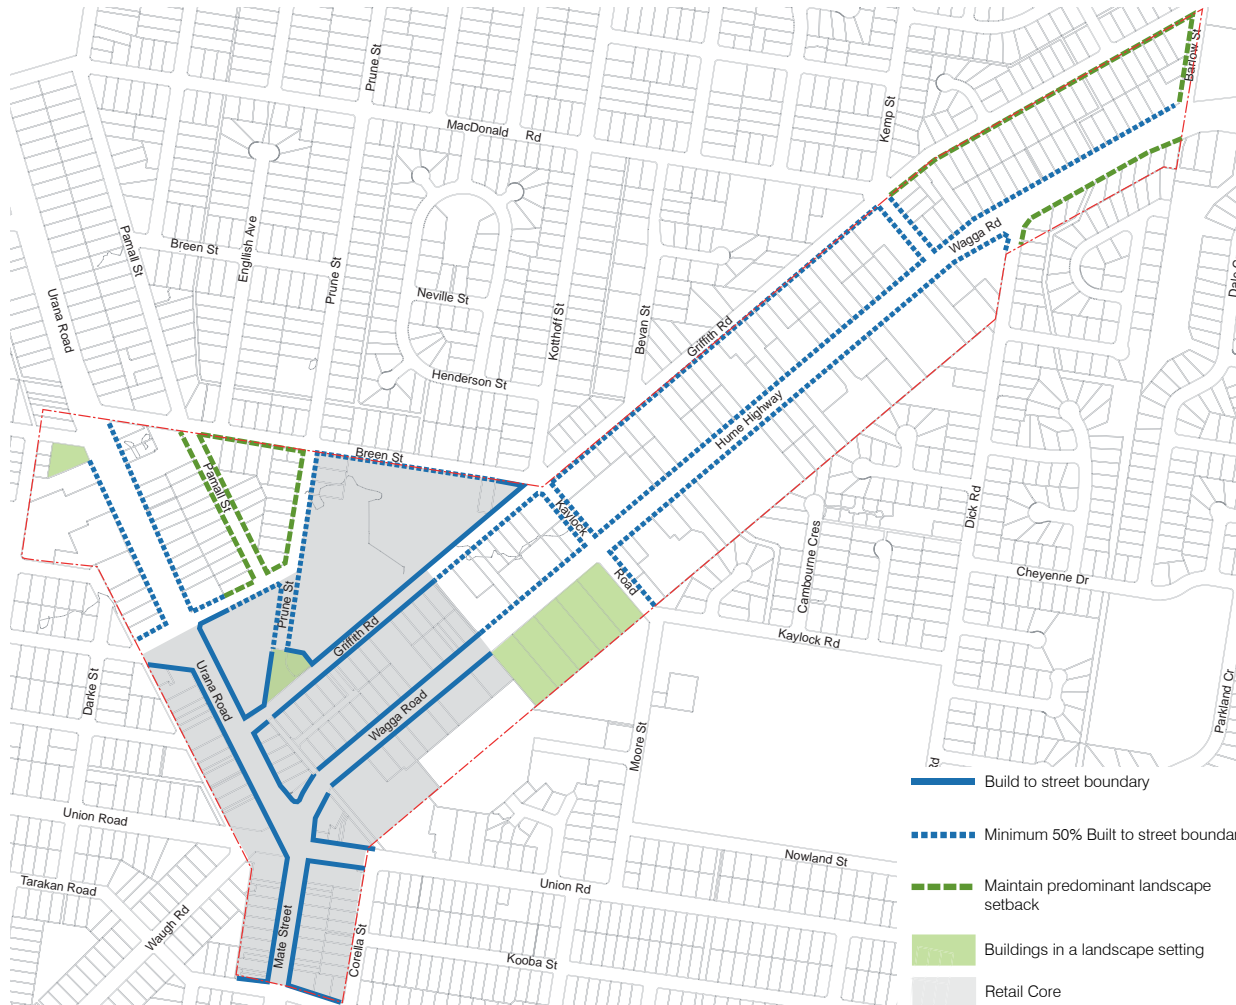 Prune St
Barlow St
Kemp St
MacDonald Rd
Parnall St
Breen St
English Ave
Prune St
Wagga Rd
Urana Road
Neville St
Kotthoff St
Bevan St
Griffith Rd
Henderson St
Hume Highway
Breen St
Parnall St
Kaylock
Road
Dick Rd
Cambourne Cres
Cheyenne Dr
Prune St
Griffith Rd
Kaylock Rd
Darke St
Urana Road
Wagga Road
Moore St
Parkland Cr
Rd
Build to street boundary
Union Road
Minimum 50% Built to street boundar
Nowland St
Tarakan Road
Union Rd
Maintain predominant landscape
setback
Waugh Rd
Mate Street
Corella St
Kooba St
Buildings in a landscape setting
Retail Core